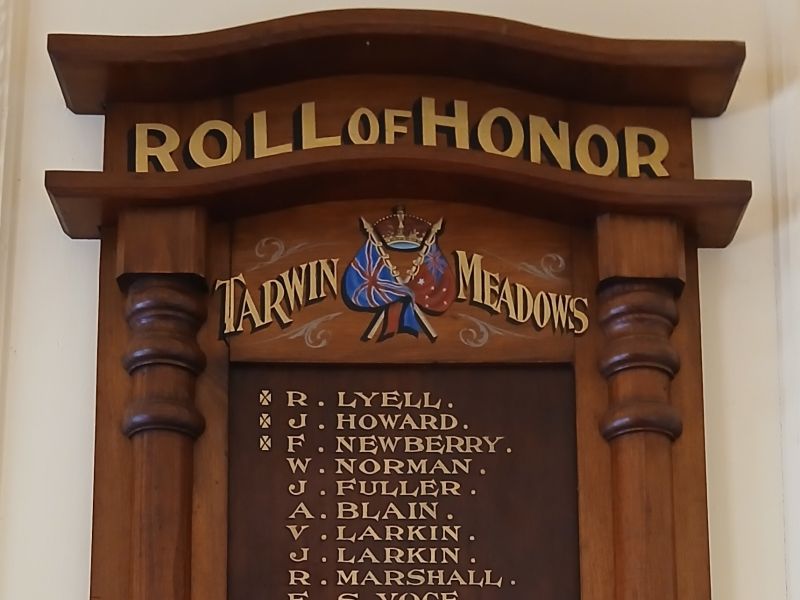 ROLL OF HONOR
TARWIN MEADOWS
R. LYELL.
J. HOWARD.
F. NEWBERRY.
W. NORMAN.
J. FULLER.
A. BLAIN.
V. LARKIN.
J. LARKIN.
R. MARSHALL.